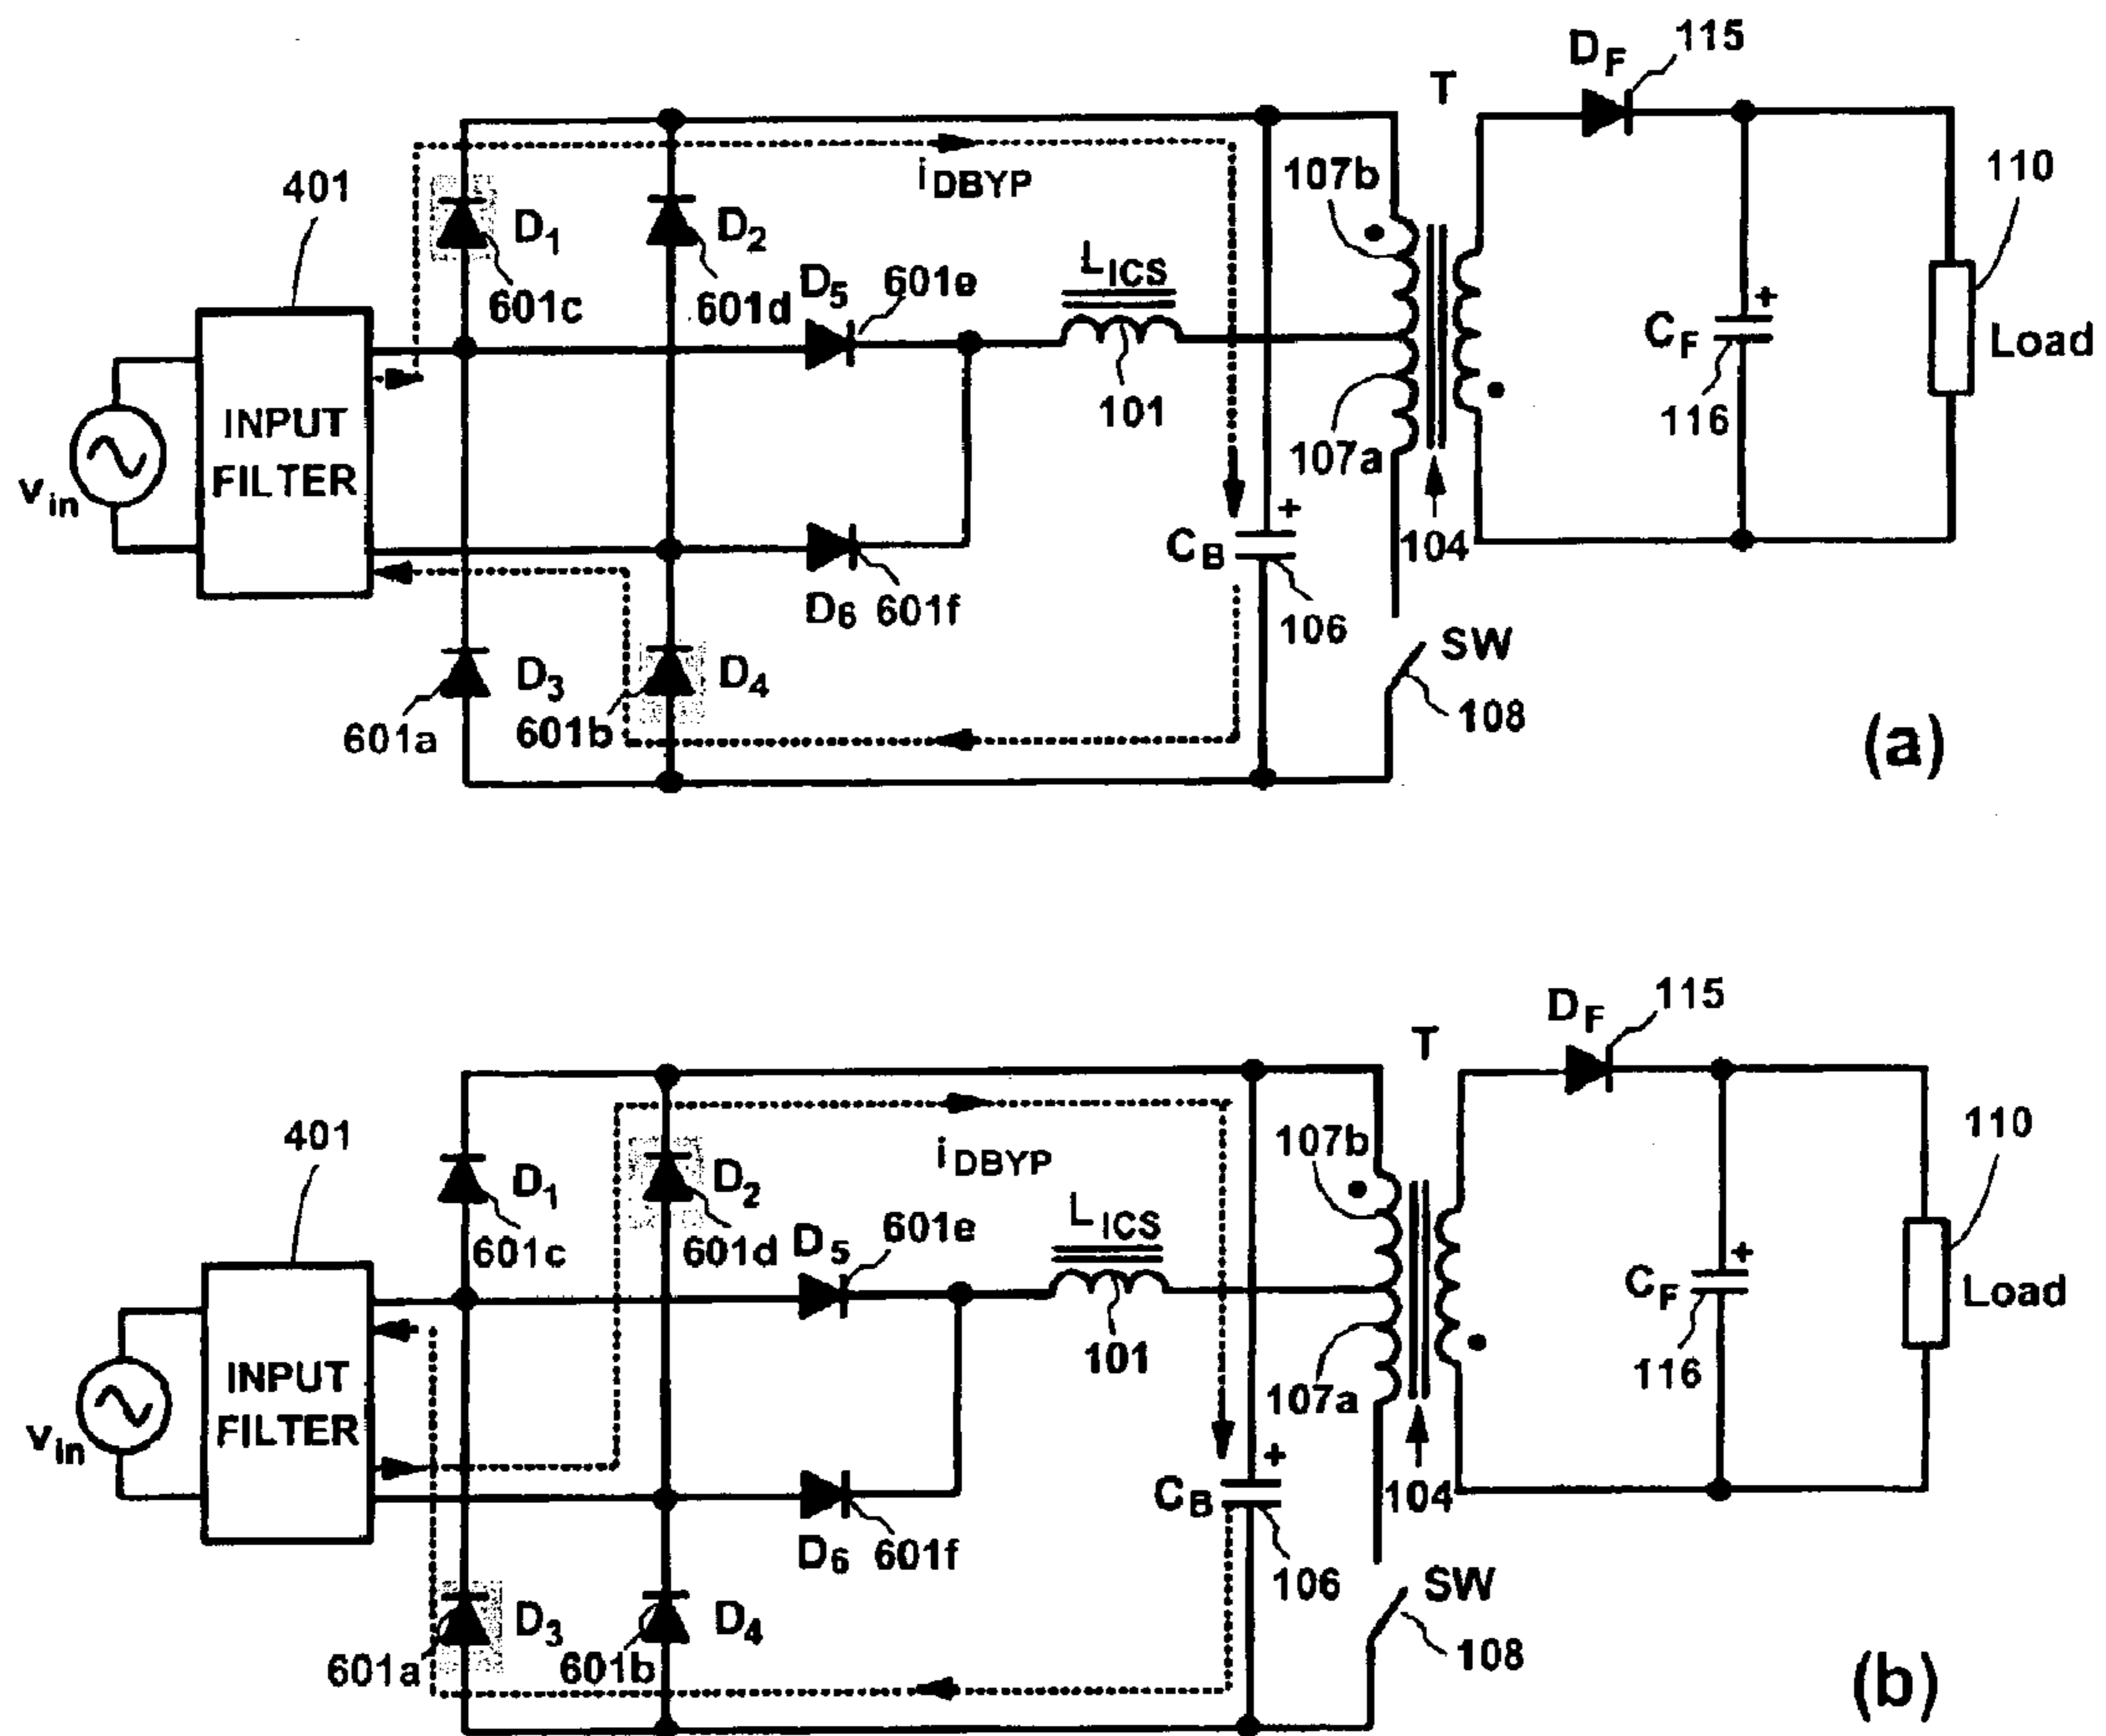 D_F 115
T
401
i_DBYP
107b
110
D_1
D_2
D_5 601e
L_ICS
601c
601d
INPUT
FILTER
101
C_F
+
Load
116
107a
v_in
+
C_B
104
D_6 601f
106
SW
D_3
D_4
601a
601b
108
(a)
D_F 115
T
401
i_DBYP
107b
110
D_1
D_2
D_5 601e
L_ICS
601c
601d
INPUT
FILTER
101
C_F
+
Load
116
107a
v_in
+
C_B
104
D_6 601f
106
SW
D_3
D_4
601a
601b
108
(b)